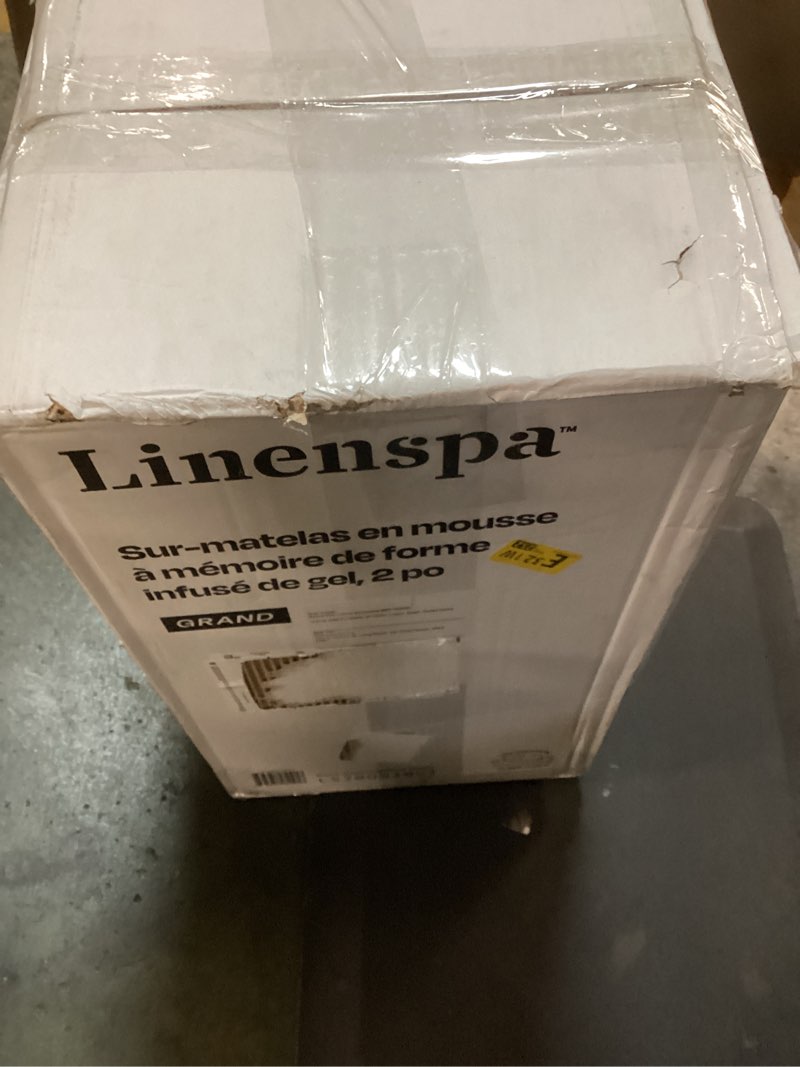 Linenspa™
Sur-matelas en mousse
à mémoire de forme
infusé de gel, 2 po
GRAND